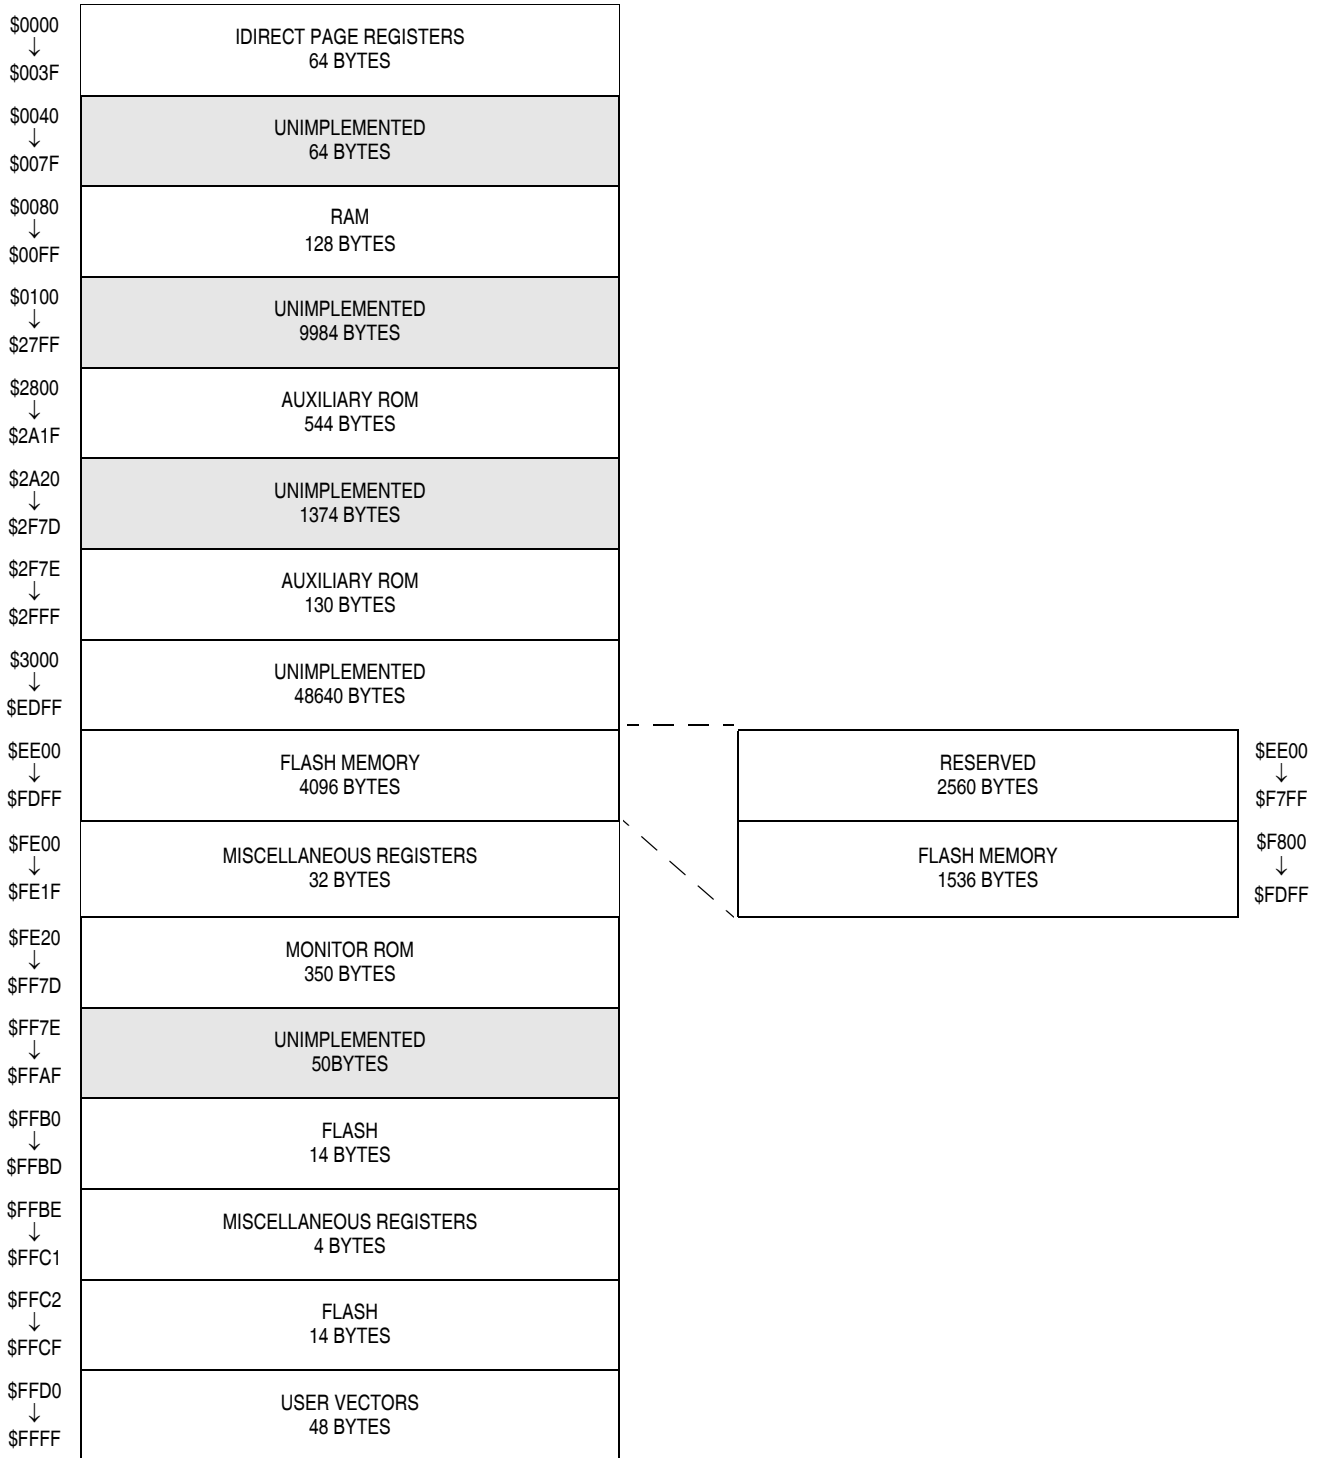 $0000
↓
$003F
IDIRECT PAGE REGISTERS
64 BYTES
$0040
↓
$007F
UNIMPLEMENTED
64 BYTES
$0080
↓
$00FF
RAM
128 BYTES
$0100
↓
$27FF
UNIMPLEMENTED
9984 BYTES
$2800
↓
$2A1F
AUXILIARY ROM
544 BYTES
$2A20
↓
$2F7D
UNIMPLEMENTED
1374 BYTES
$2F7E
↓
$2FFF
AUXILIARY ROM
130 BYTES
$3000
↓
$EDFF
UNIMPLEMENTED
48640 BYTES
$EE00
↓
$FDFF
FLASH MEMORY
4096 BYTES
RESERVED
2560 BYTES
$EE00
↓
$F7FF
$FE00
↓
$FE1F
MISCELLANEOUS REGISTERS
32 BYTES
FLASH MEMORY
1536 BYTES
$F800
↓
$FDFF
$FE20
↓
$FF7D
MONITOR ROM
350 BYTES
$FF7E
↓
$FFAF
UNIMPLEMENTED
50BYTES
$FFB0
↓
$FFBD
FLASH
14 BYTES
$FFBE
↓
$FFC1
MISCELLANEOUS REGISTERS
4 BYTES
$FFC2
↓
$FFCF
FLASH
14 BYTES
$FFD0
↓
$FFFF
USER VECTORS
48 BYTES